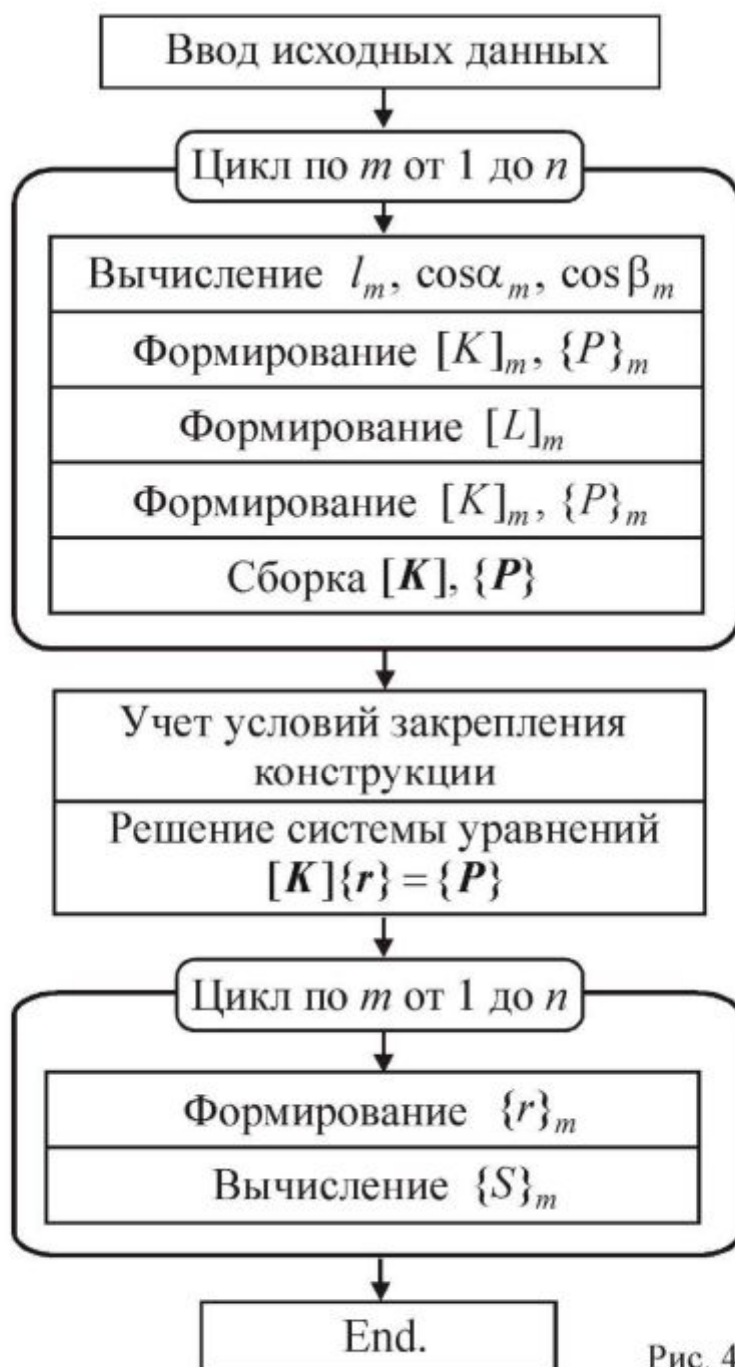 Ввод исходных данных
Цикл по m от 1 до n
Вычисление l_m, cosα_m, cosβ_m
Формирование [K]_m, {P}_m
Формирование [L]_m
Формирование [K]_m, {P}_m
Сборка [K], {P}
Учет условий закрепления
конструкции
Решение системы уравнений
[K]{r} = {P}
Цикл по m от 1 до n
Формирование {r}_m
Вычисление {S}_m
End.
Рис. 4